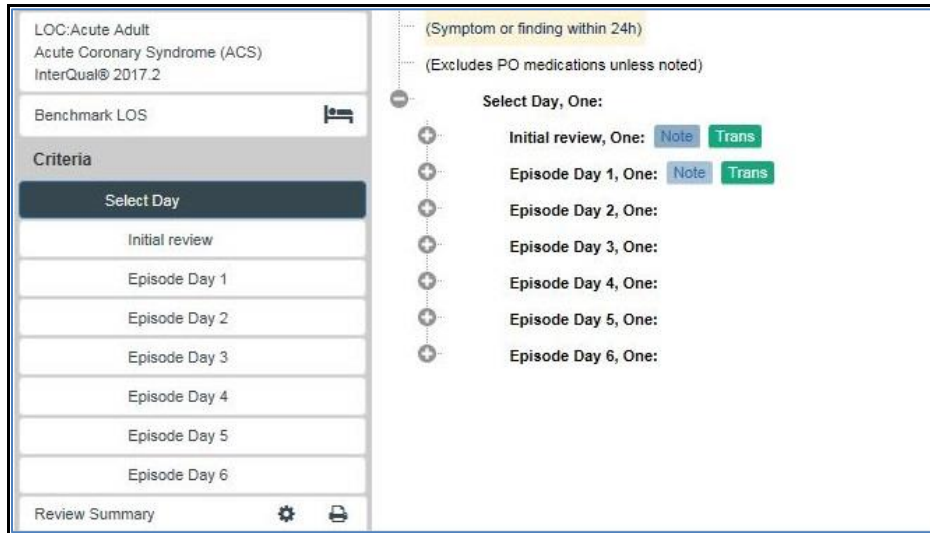 LOC:Acute Adult
Acute Coronary Syndrome (ACS)
InterQual® 2017.2
Benchmark LOS
Criteria
Select Day
Initial review
Episode Day 1
Episode Day 2
Episode Day 3
Episode Day 4
Episode Day 5
Episode Day 6
Review Summary
(Symptom or finding within 24h)
(Excludes PO medications unless noted)
Select Day, One:
Initial review, One: Note Trans
Episode Day 1, One: Note Trans
Episode Day 2, One:
Episode Day 3, One:
Episode Day 4, One:
Episode Day 5, One:
Episode Day 6, One: